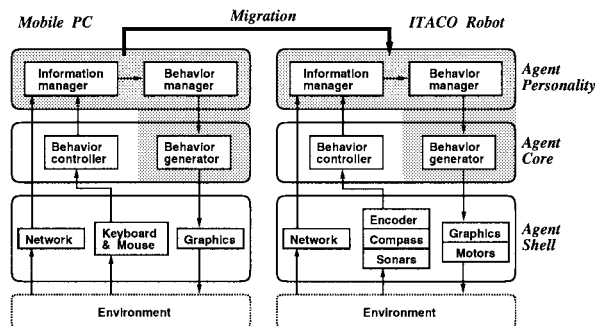 Mobile PC
Migration
ITACO Robot
Information manager
Behavior manager
Information manager
Behavior manager
Agent Personality
Behavior controller
Behavior generator
Behavior controller
Behavior generator
Agent Core
Network
Keyboard & Mouse
Graphics
Network
Encoder
Compass
Sonars
Graphics
Motors
Agent Shell
Environment
Environment